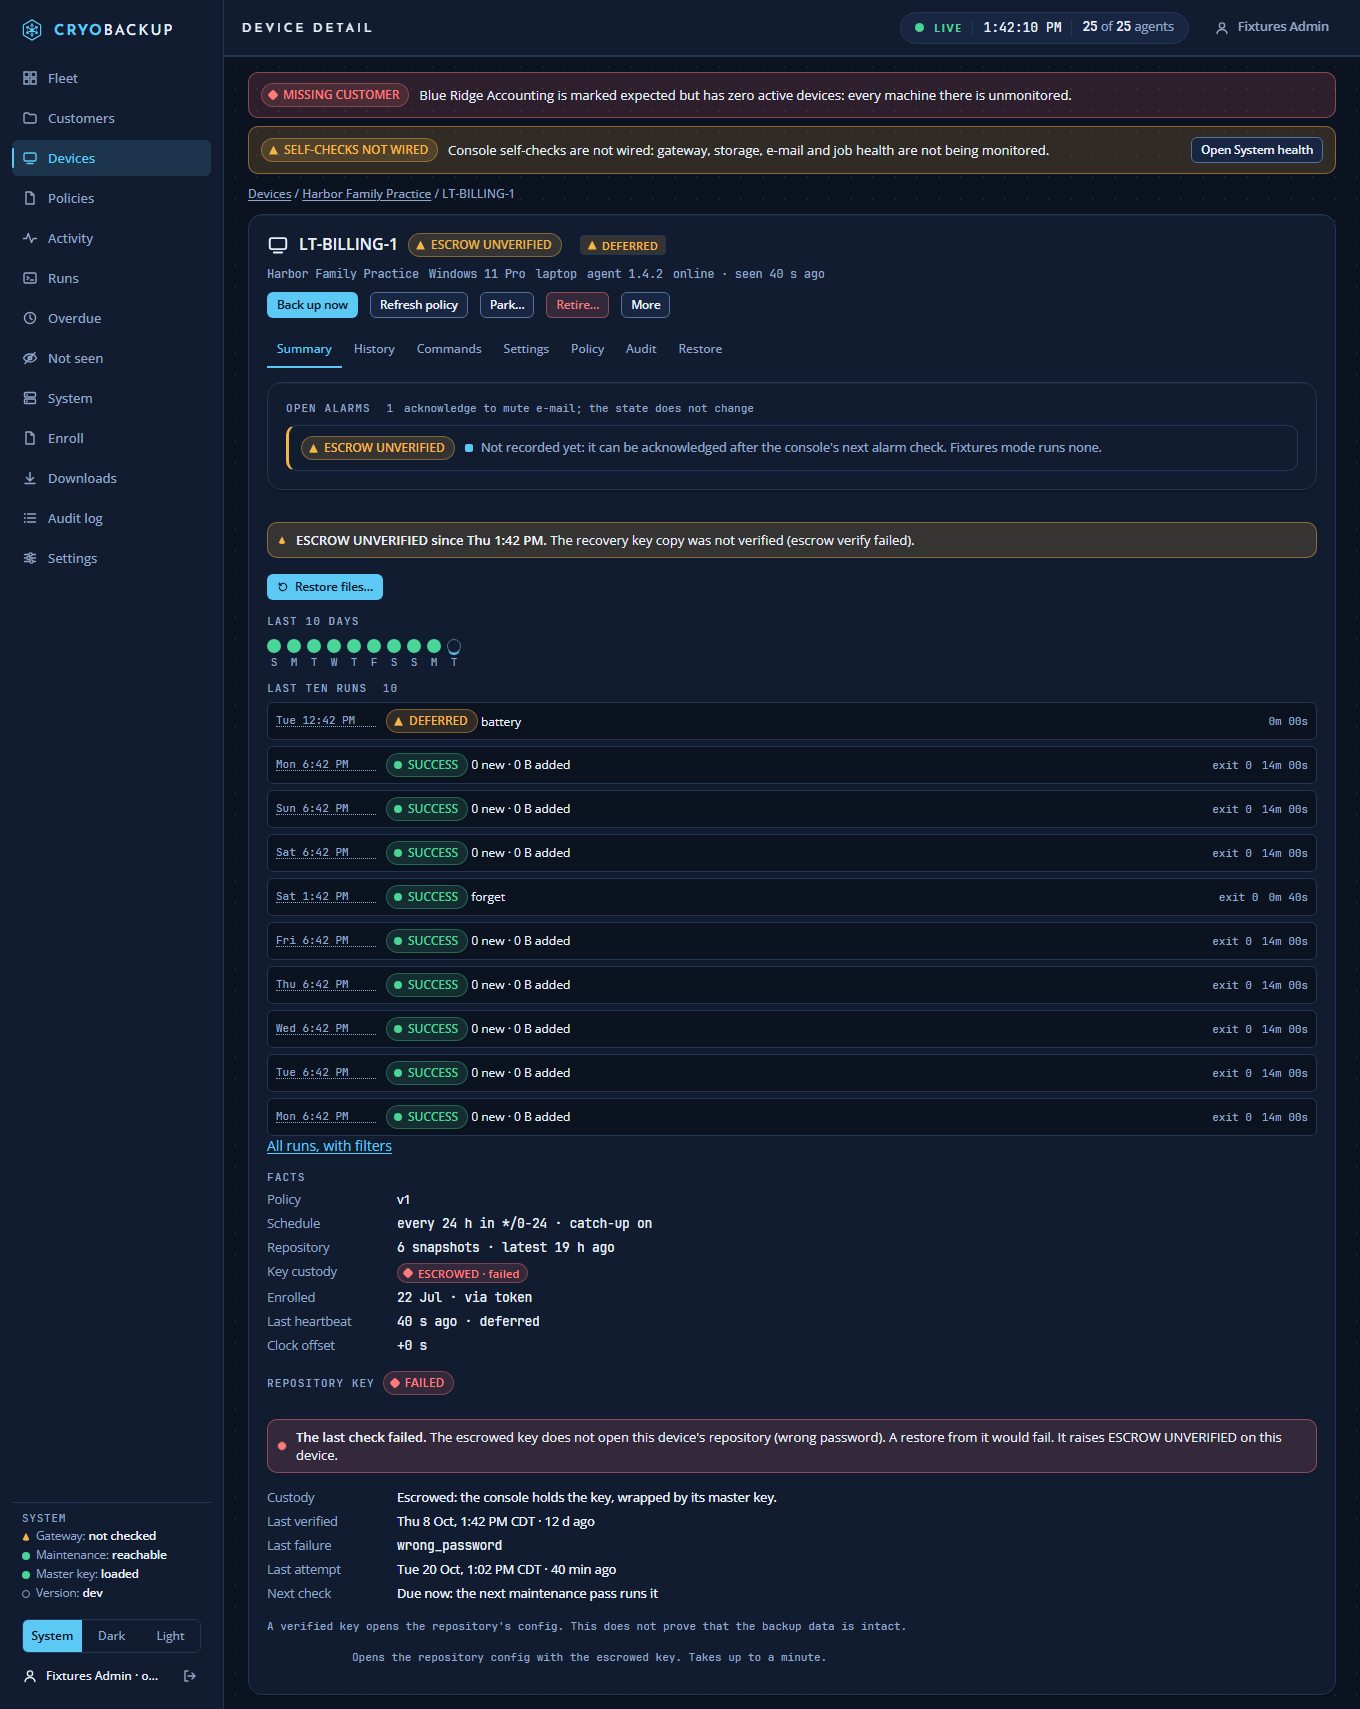 CRYOBACKUP
DEVICE DETAIL
LIVE 1:42:10 PM 25 of 25 agents
Fixtures Admin
Fleet
Customers
Devices
Policies
Activity
Runs
Overdue
Not seen
System
Enroll
Downloads
Audit log
Settings
MISSING CUSTOMER Blue Ridge Accounting is marked expected but has zero active devices: every machine there is unmonitored.
SELF-CHECKS NOT WIRED Console self-checks are not wired: gateway, storage, e-mail and job health are not being monitored. Open System health
Devices / Harbor Family Practice / LT-BILLING-1
LT-BILLING-1 ESCROW UNVERIFIED DEFERRED
Harbor Family Practice Windows 11 Pro laptop agent 1.4.2 online · seen 40 s ago
Back up now Refresh policy Park... Retire... More
Summary History Commands Settings Policy Audit Restore
OPEN ALARMS 1 acknowledge to mute e-mail; the state does not change
ESCROW UNVERIFIED Not recorded yet: it can be acknowledged after the console's next alarm check. Fixtures mode runs none.
ESCROW UNVERIFIED since Thu 1:42 PM. The recovery key copy was not verified (escrow verify failed).
Restore files...
LAST 10 DAYS
S M T W T F S S M T
LAST TEN RUNS 10
Tue 12:42 PM DEFERRED battery 0m 00s
Mon 6:42 PM SUCCESS 0 new · 0 B added exit 0 14m 00s
Sun 6:42 PM SUCCESS 0 new · 0 B added exit 0 14m 00s
Sat 6:42 PM SUCCESS 0 new · 0 B added exit 0 14m 00s
Sat 1:42 PM SUCCESS forget exit 0 0m 40s
Fri 6:42 PM SUCCESS 0 new · 0 B added exit 0 14m 00s
Thu 6:42 PM SUCCESS 0 new · 0 B added exit 0 14m 00s
Wed 6:42 PM SUCCESS 0 new · 0 B added exit 0 14m 00s
Tue 6:42 PM SUCCESS 0 new · 0 B added exit 0 14m 00s
Mon 6:42 PM SUCCESS 0 new · 0 B added exit 0 14m 00s
All runs, with filters
FACTS
Policy v1
Schedule every 24 h in */0-24 · catch-up on
Repository 6 snapshots · latest 19 h ago
Key custody ESCROWED · failed
Enrolled 22 Jul · via token
Last heartbeat 40 s ago · deferred
Clock offset +0 s
REPOSITORY KEY FAILED
The last check failed. The escrowed key does not open this device's repository (wrong password). A restore from it would fail. It raises ESCROW UNVERIFIED on this
device.
Custody Escrowed: the console holds the key, wrapped by its master key.
Last verified Thu 8 Oct, 1:42 PM CDT · 12 d ago
Last failure wrong_password
Last attempt Tue 20 Oct, 1:02 PM CDT · 40 min ago
Next check Due now: the next maintenance pass runs it
A verified key opens the repository's config. This does not prove that the backup data is intact.
Opens the repository config with the escrowed key. Takes up to a minute.
SYSTEM
Gateway: not checked
Maintenance: reachable
Master key: loaded
Version: dev
System Dark Light
Fixtures Admin · o...